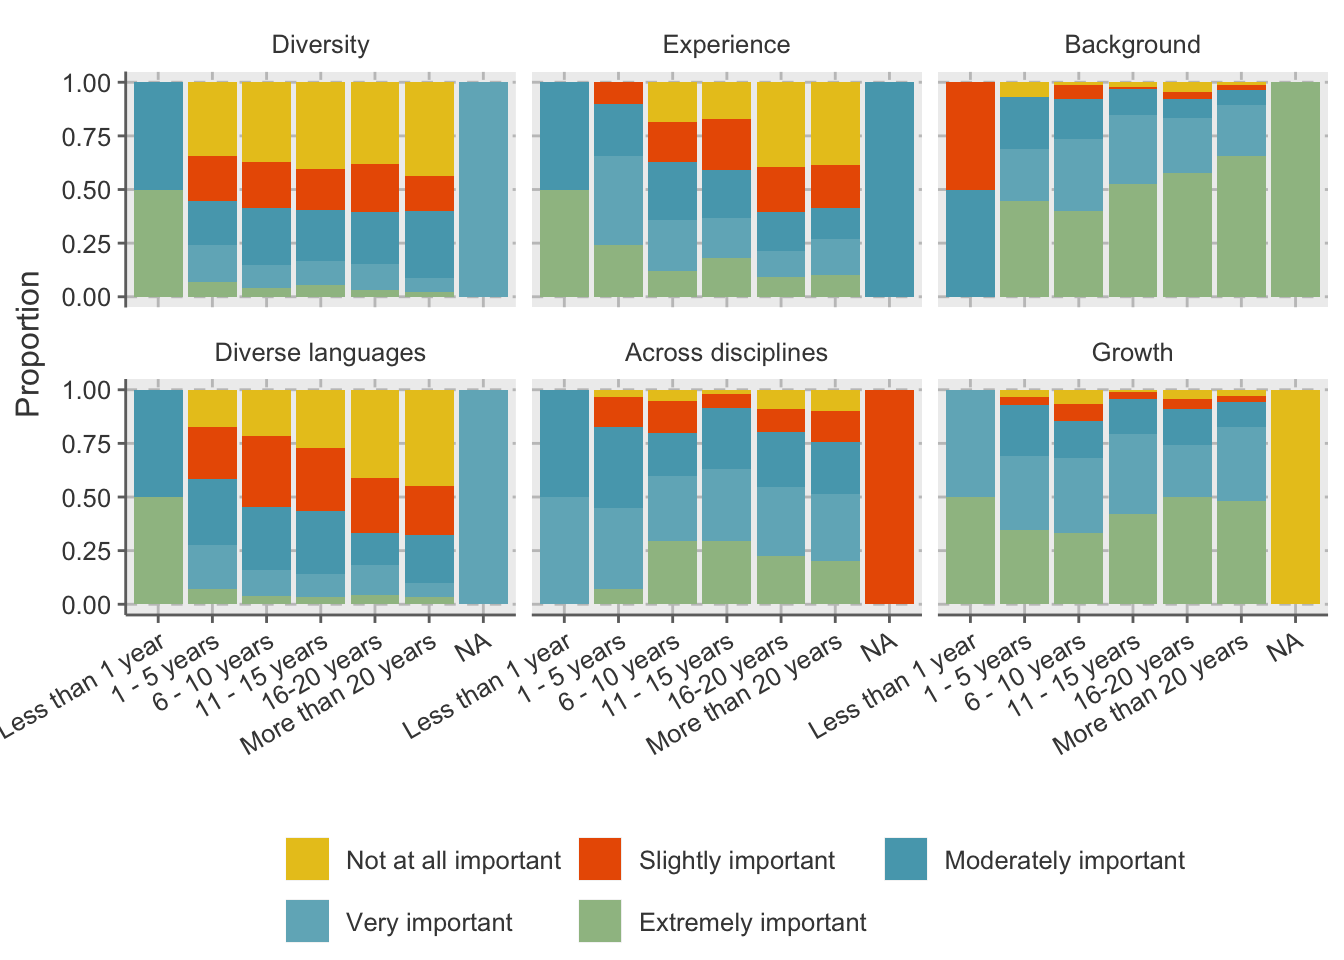 Diversity Experience Background
1.00
0.75
0.50
0.25
0.00
Proportion
Diverse languages Across disciplines Growth
1.00
0.75
0.50
0.25
0.00
Less than 1 year
1 - 5 years
6 - 10 years
11 - 15 years
16-20 years
More than 20 years
NA
Less than 1 year
1 - 5 years
6 - 10 years
11 - 15 years
16-20 years
More than 20 years
NA
Less than 1 year
1 - 5 years
6 - 10 years
11 - 15 years
16-20 years
More than 20 years
NA
Not at all important Slightly important Moderately important
Very important Extremely important